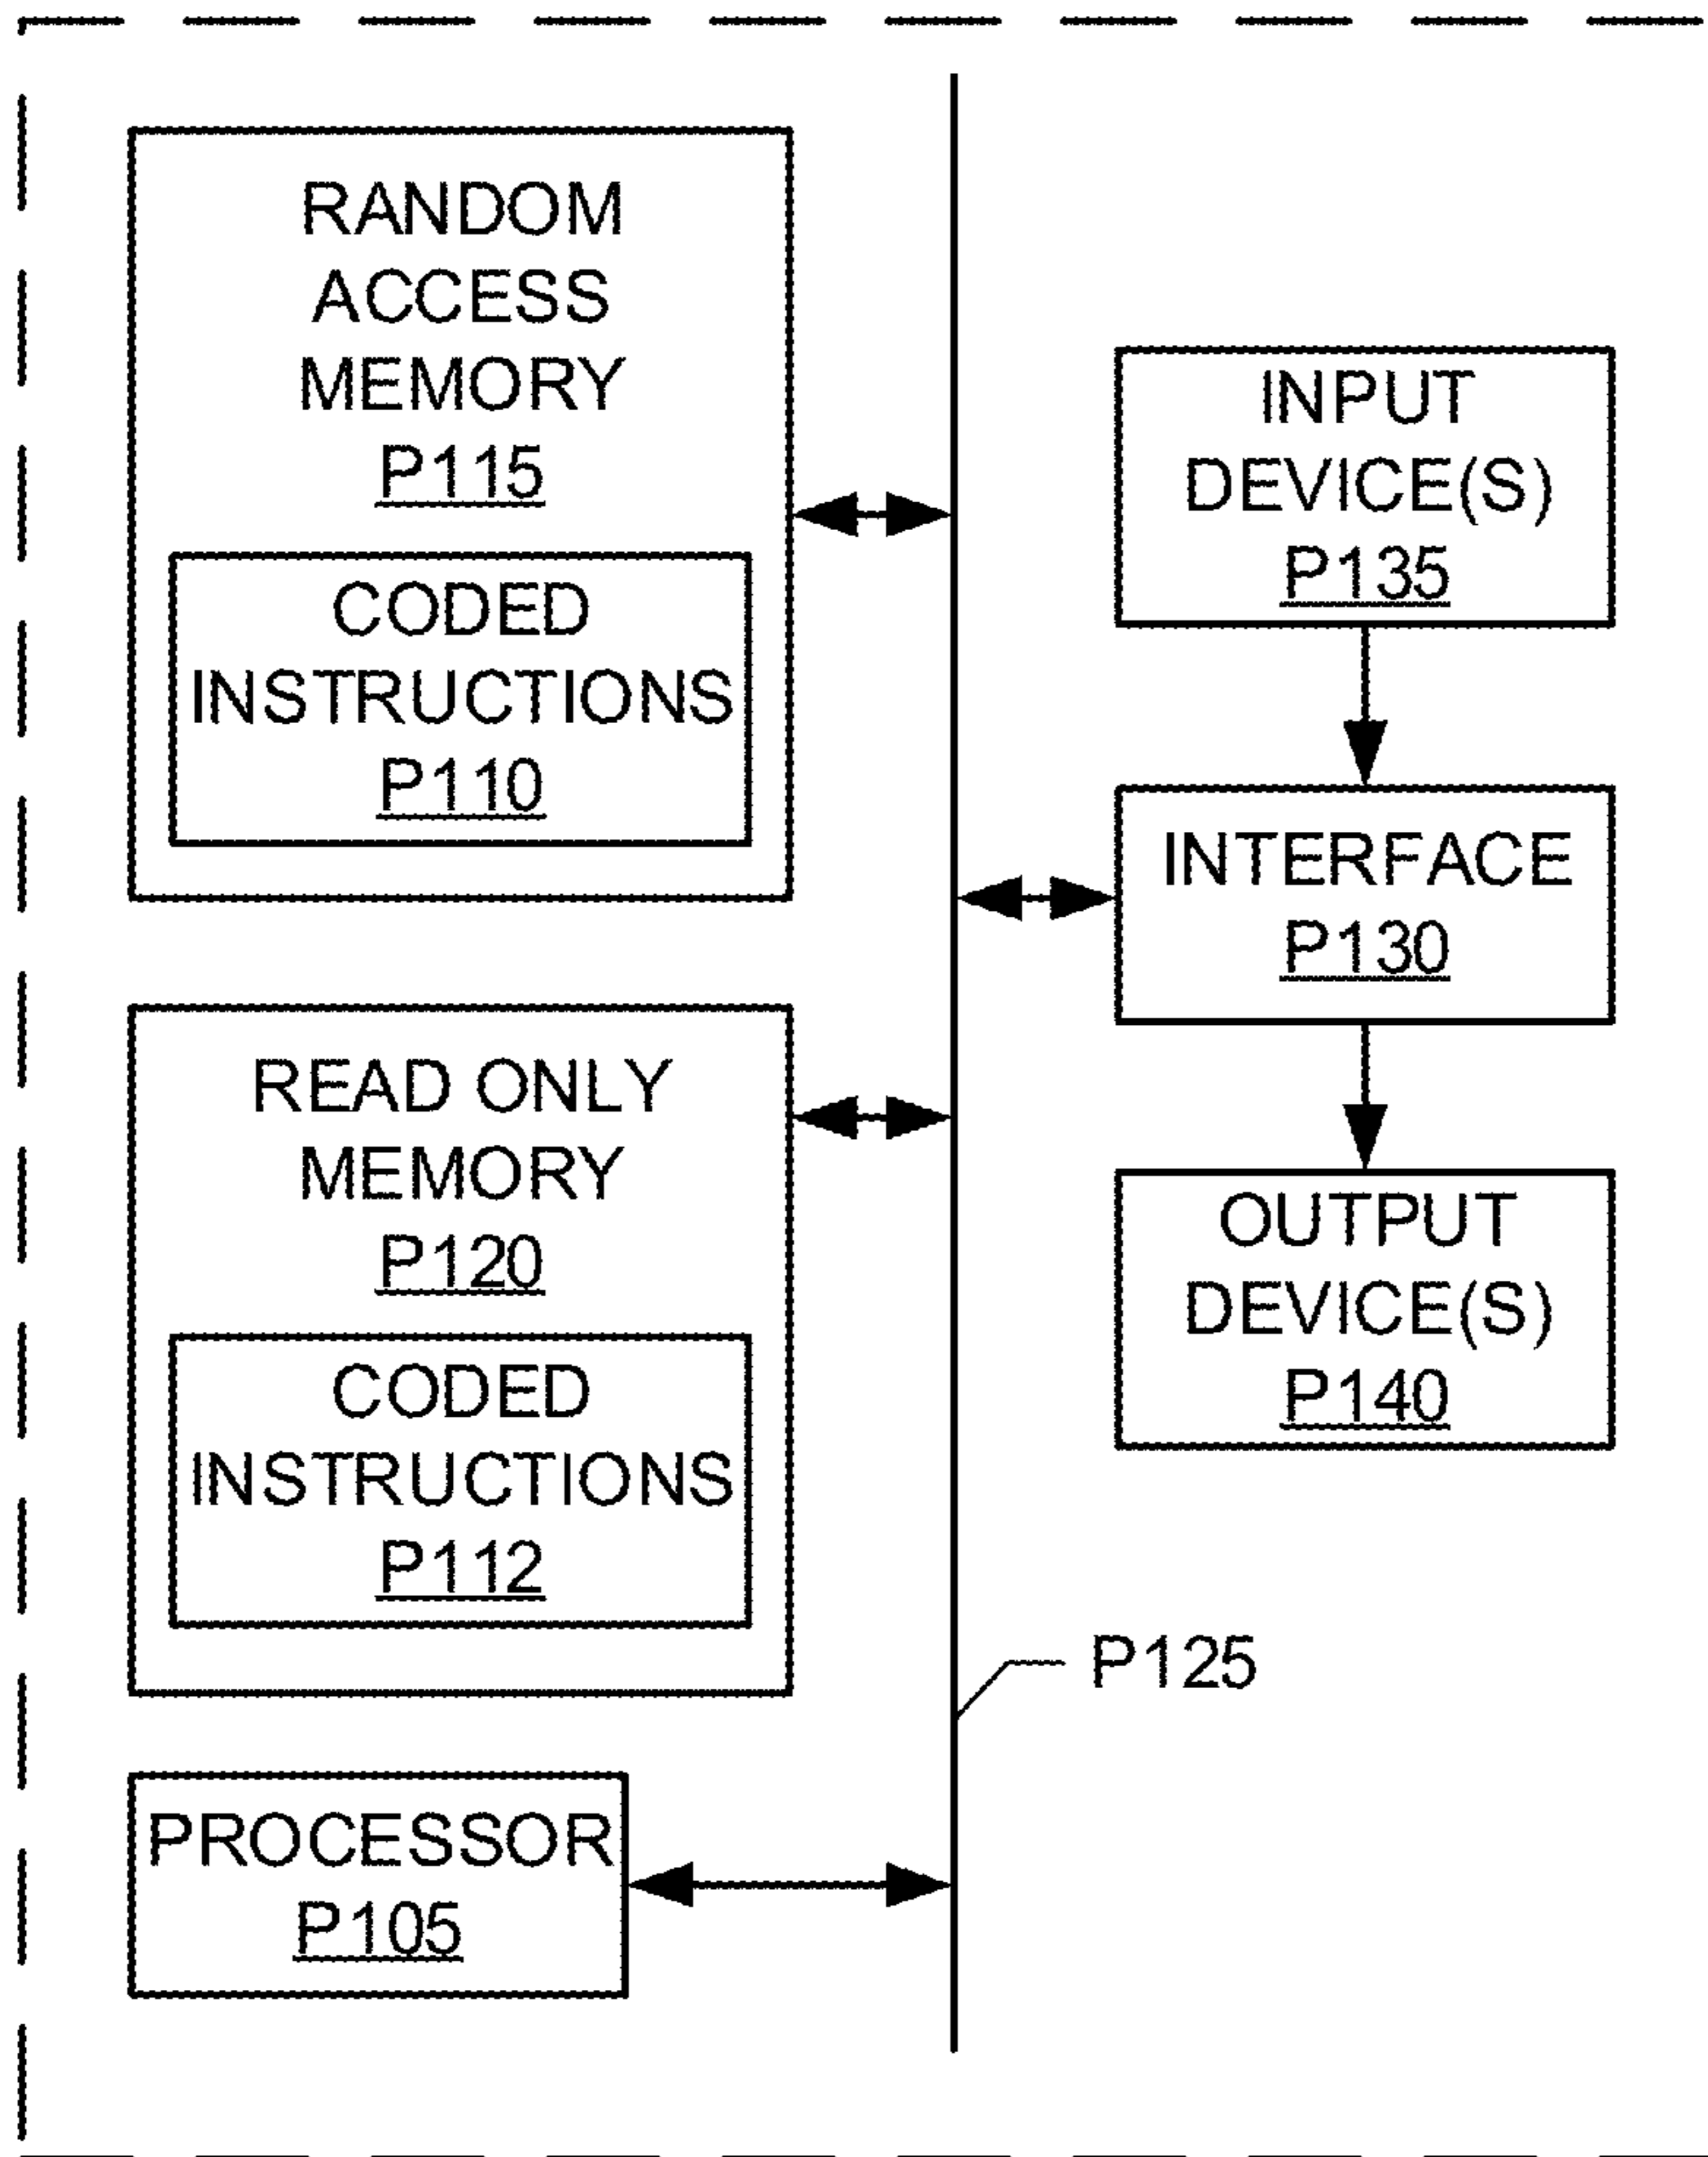 RANDOM
ACCESS
MEMORY
P115
CODED
INSTRUCTIONS
P110
READ ONLY
MEMORY
P120
CODED
INSTRUCTIONS
P112
PROCESSOR
P105
INPUT
DEVICE(S)
P135
INTERFACE
P130
OUTPUT
DEVICE(S)
P140
P125